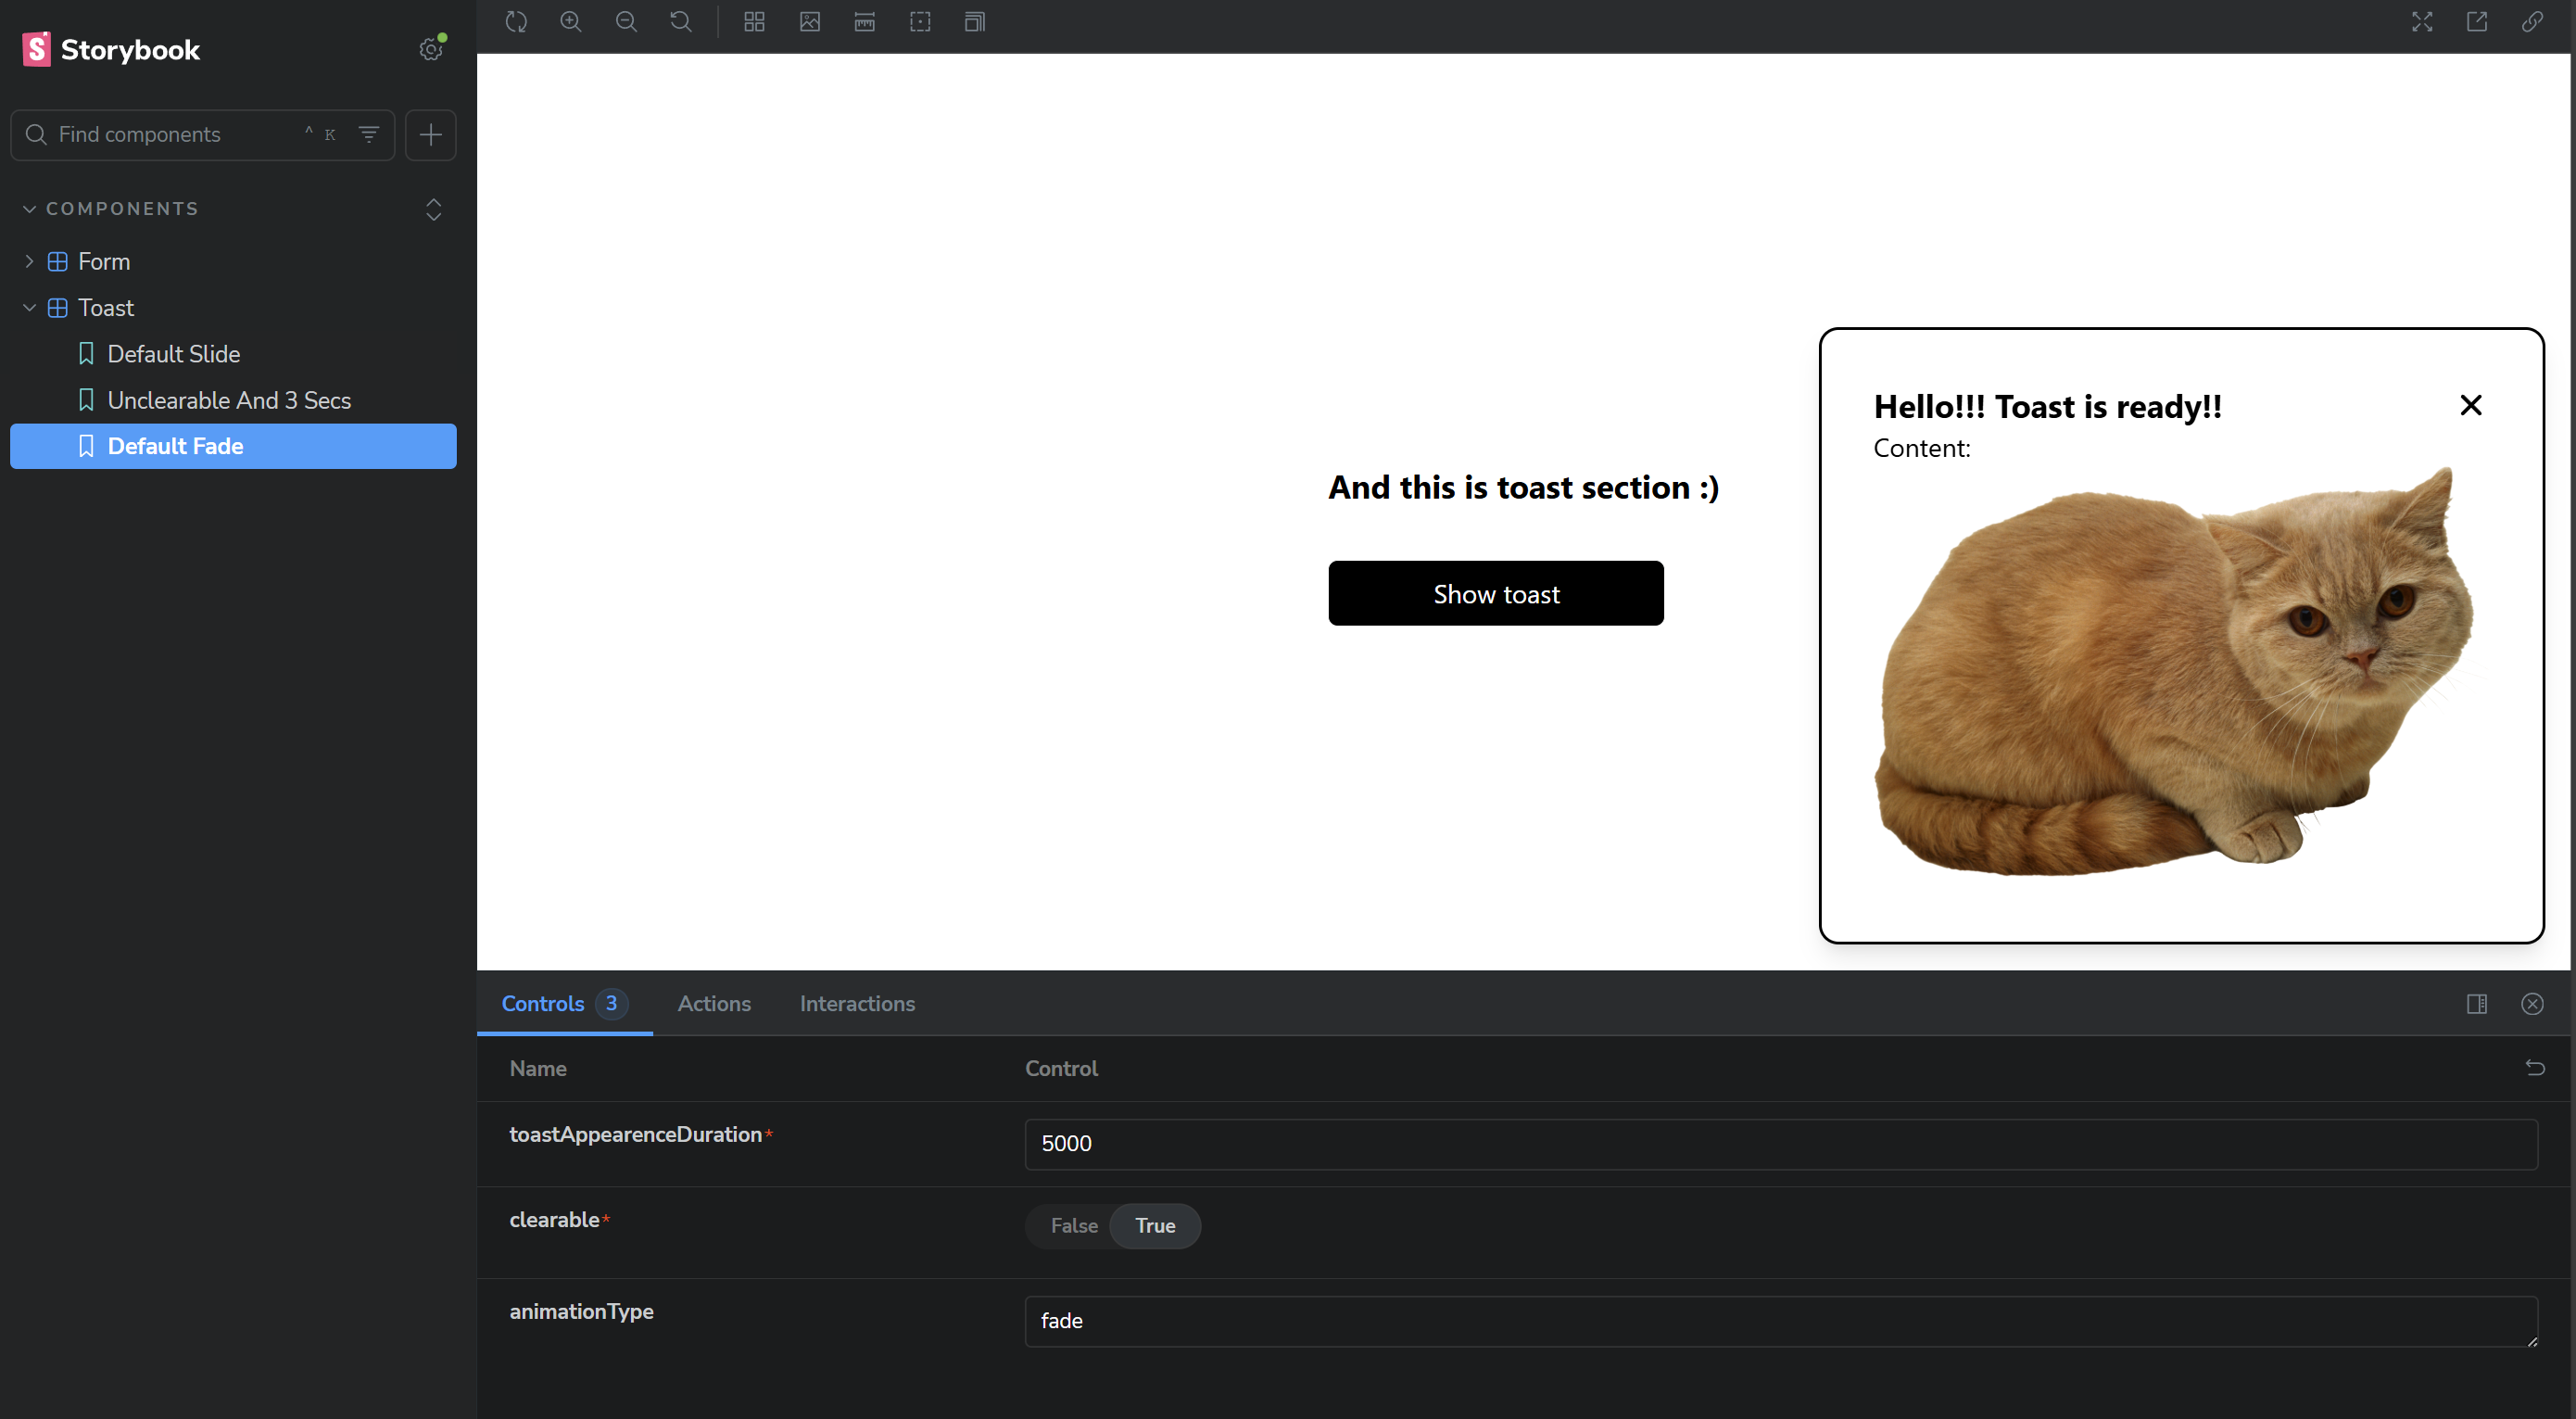 Storybook
Find components
^ K
COMPONENTS
Form
Toast
Default Slide
Unclearable And 3 Secs
Default Fade
Hello!!! Toast is ready!!
Content:
And this is toast section :)
Show toast
Controls 3 Actions Interactions
Name Control
toastAppearenceDuration* 5000
clearable* False True
animationType fade